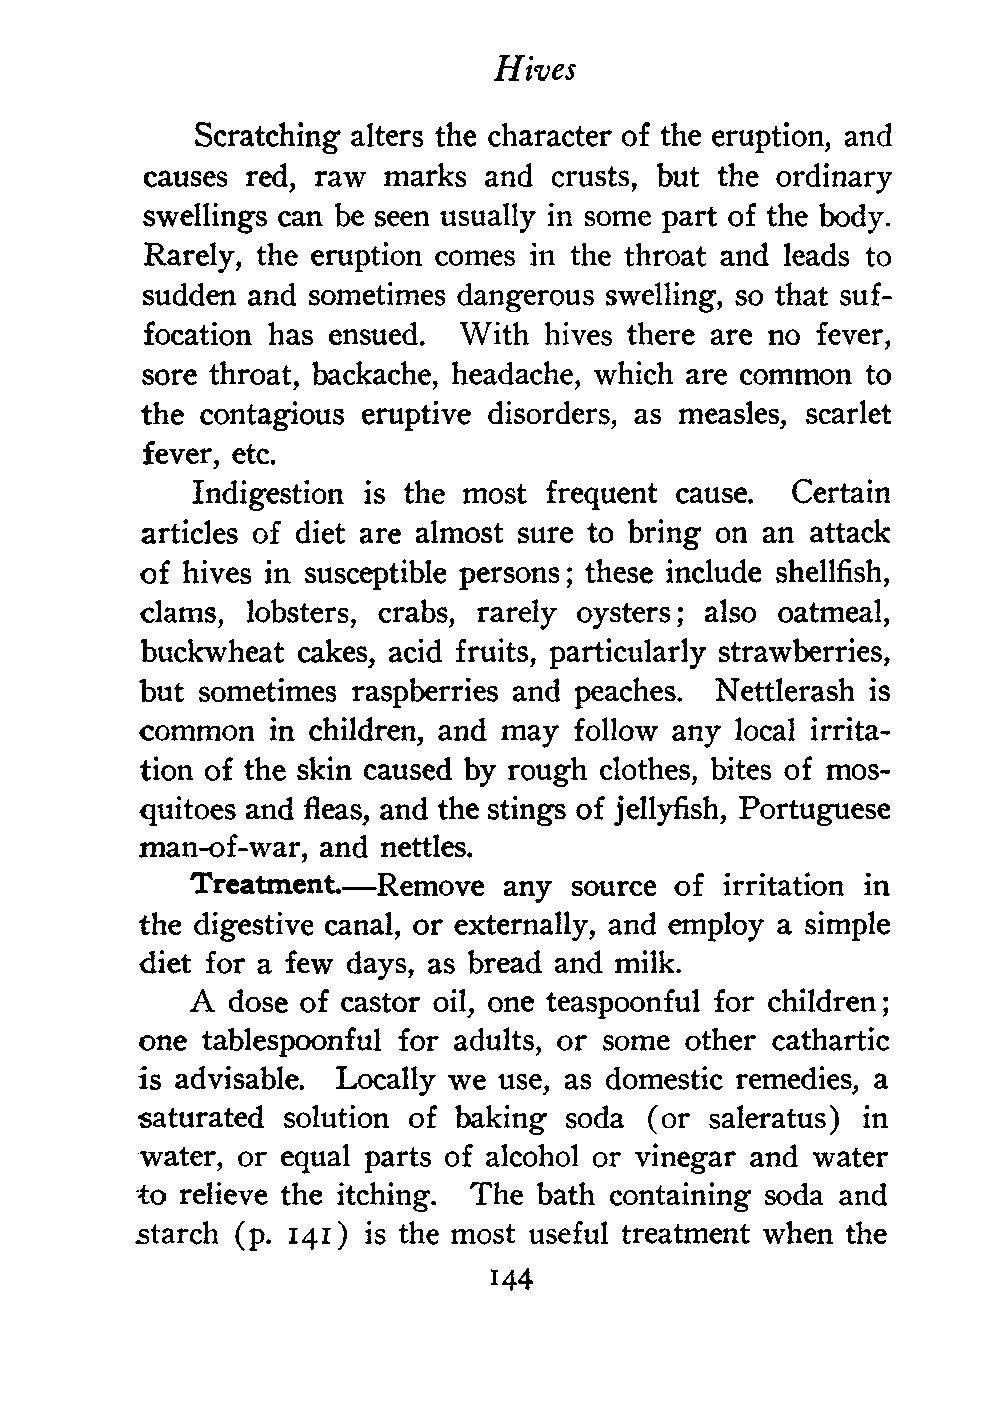 Hives
Scratching alters the character of the eruption, and
causes red, raw marks and crusts, but the ordinary
swellings can be seen usually in some part of the body.
Rarely, the eruption comes in the throat and leads to
sudden and sometimes dangerous swelling, so that suf-
focation has ensued. With hives there are no fever,
sore throat, backache, headache, which are common to
the contagious eruptive disorders, as measles, scarlet
fever, etc.
Indigestion is the most frequent cause. Certain
articles of diet are almost sure to bring on an attack
of hives in susceptible persons; these include shellfish,
clams, lobsters, crabs, rarely oysters; also oatmeal,
buckwheat cakes, acid fruits, particularly strawberries,
but sometimes raspberries and peaches. Nettlerash is
common in children, and may follow any local irrita-
tion of the skin caused by rough clothes, bites of mos-
quitoes and fleas, and the stings of jellyfish, Portuguese
man-of-war, and nettles.
Treatment.—Remove any source of irritation in
the digestive canal, or externally, and employ a simple
diet for a few days, as bread and milk.
A dose of castor oil, one teaspoonful for children;
one tablespoonful for adults, or some other cathartic
is advisable. Locally we use, as domestic remedies, a
saturated solution of baking soda (or saleratus) in
water, or equal parts of alcohol or vinegar and water
to relieve the itching. The bath containing soda and
starch (p. 141) is the most useful treatment when the
144